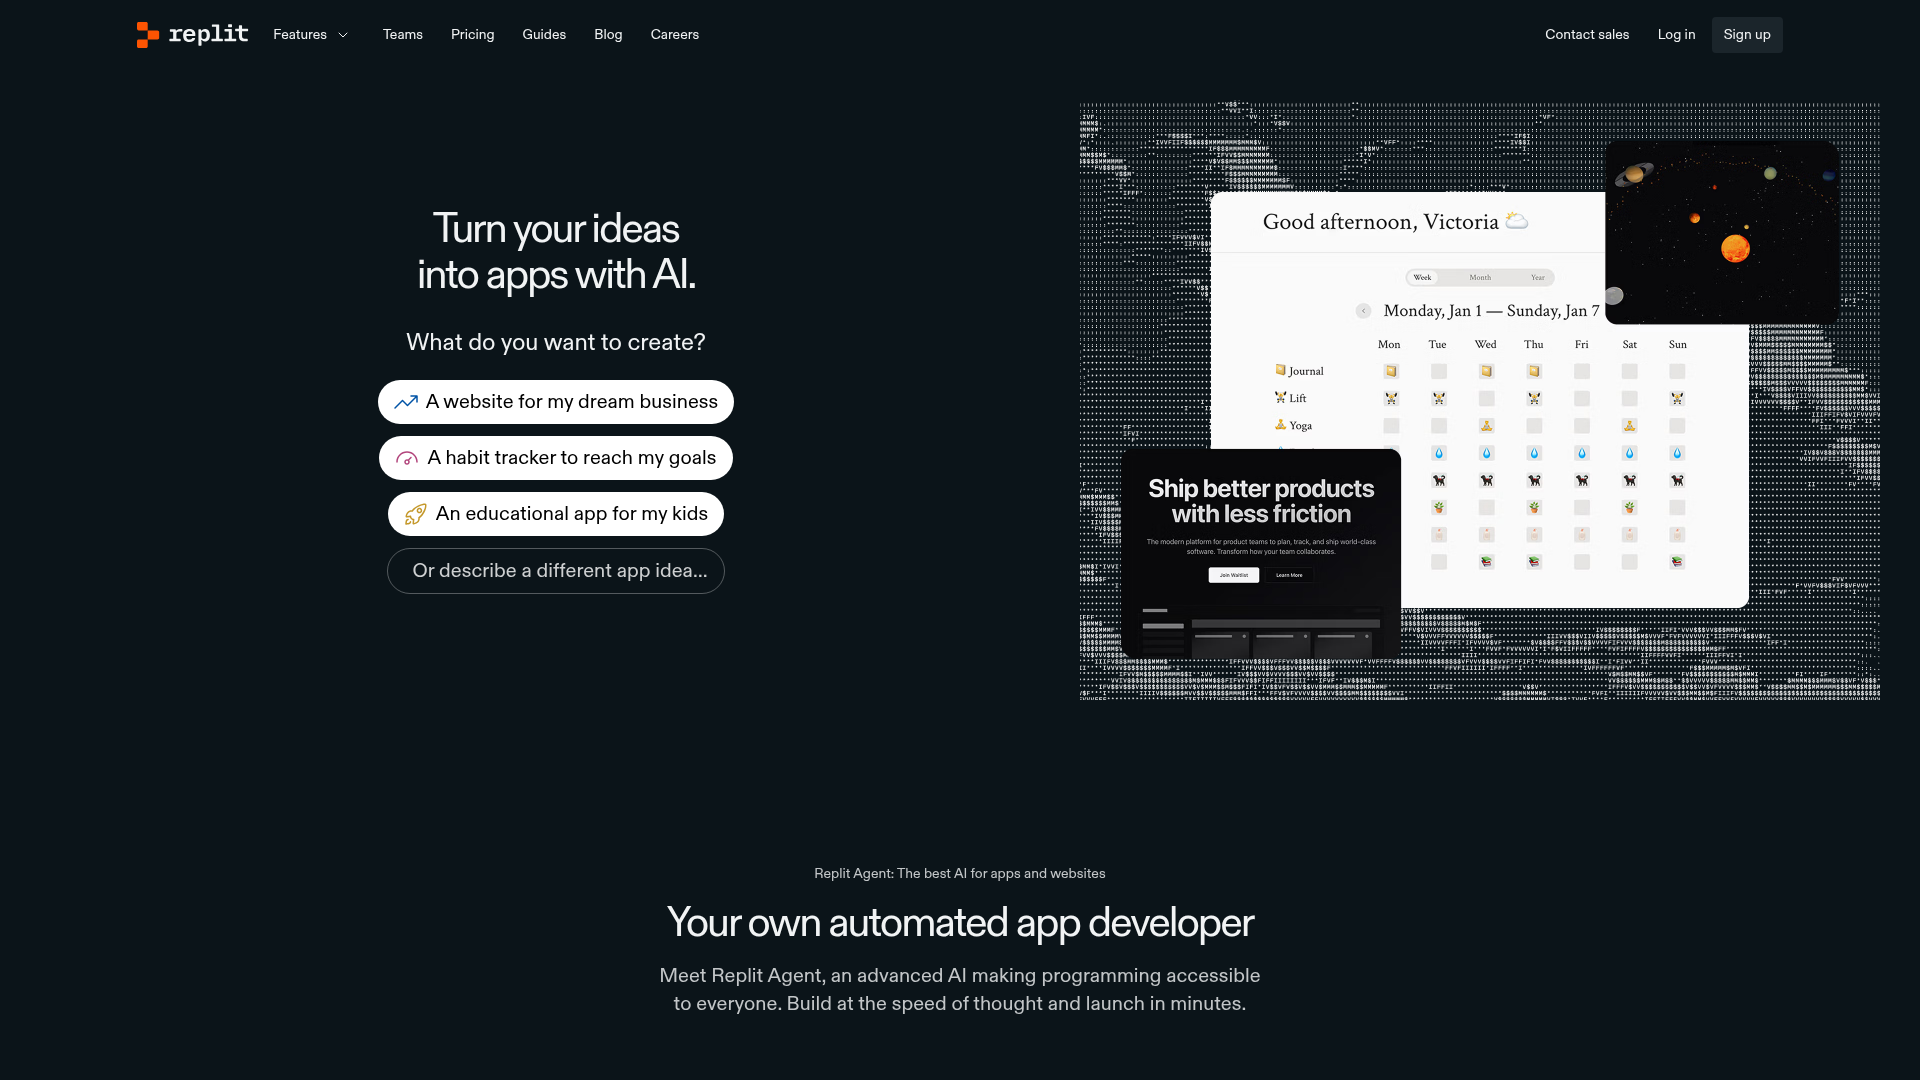 replit
Features
Teams
Pricing
Guides
Blog
Careers
Contact sales
Log in
Sign up
Turn your ideas
into apps with AI.
What do you want to create?
A website for my dream business
A habit tracker to reach my goals
An educational app for my kids
Or describe a different app idea...
Good afternoon, Victoria
Week Month Year
Monday, Jan 1 — Sunday, Jan 7
Mon Tue Wed Thu Fri Sat Sun
Journal
Lift
Yoga
Ship better products
with less friction
The modern platform for product teams to plan, track, and ship world-class
software. Transform how your team collaborates.
Join Waitlist
Learn More
Replit Agent: The best AI for apps and websites
Your own automated app developer
Meet Replit Agent, an advanced AI making programming accessible
to everyone. Build at the speed of thought and launch in minutes.